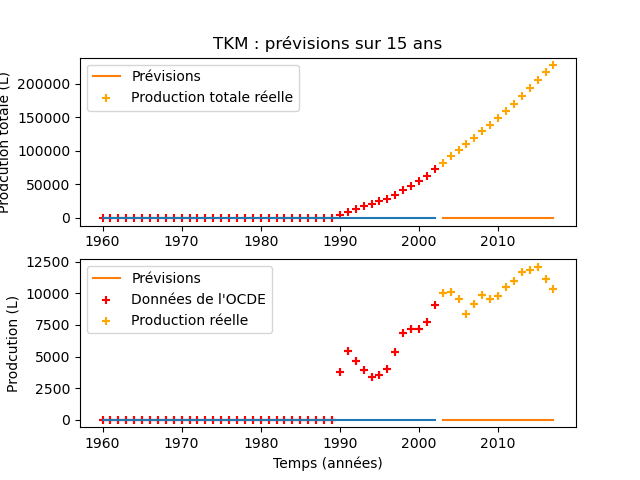 TKM : prévisions sur 15 ans
Prodcution totale (L)
200000
150000
100000
50000
0
Prévisions
Production totale réelle
1960 1970 1980 1990 2000 2010
Prodcution (L)
12500
10000
7500
5000
2500
0
Prévisions
Données de l'OCDE
Production réelle
1960 1970 1980 1990 2000 2010
Temps (années)